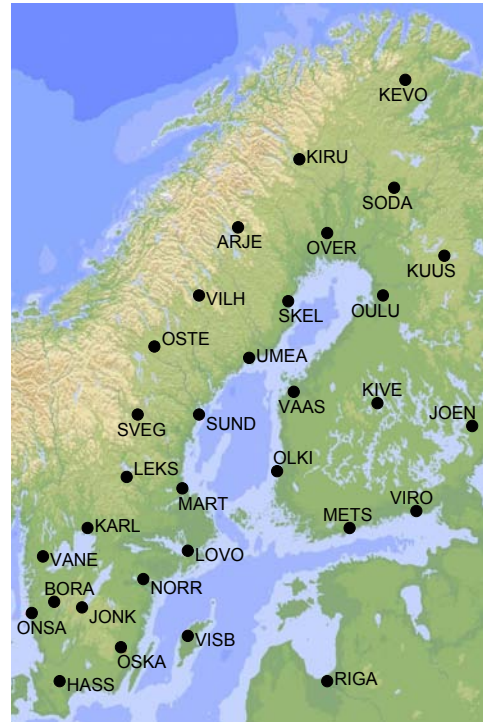 KEVO
KIRU
SODA
ARJE
OVER
KUUS
VILH
SKEL
OULU
OSTE
UMEA
VAAS
KIVE
JOEN
SVEG
SUND
LEKS
OLKI
MART
VIRO
METS
KARL
VANE
LOVO
NORR
BORA
JONK
ONSA
VISB
OSKA
HASS
RIGA